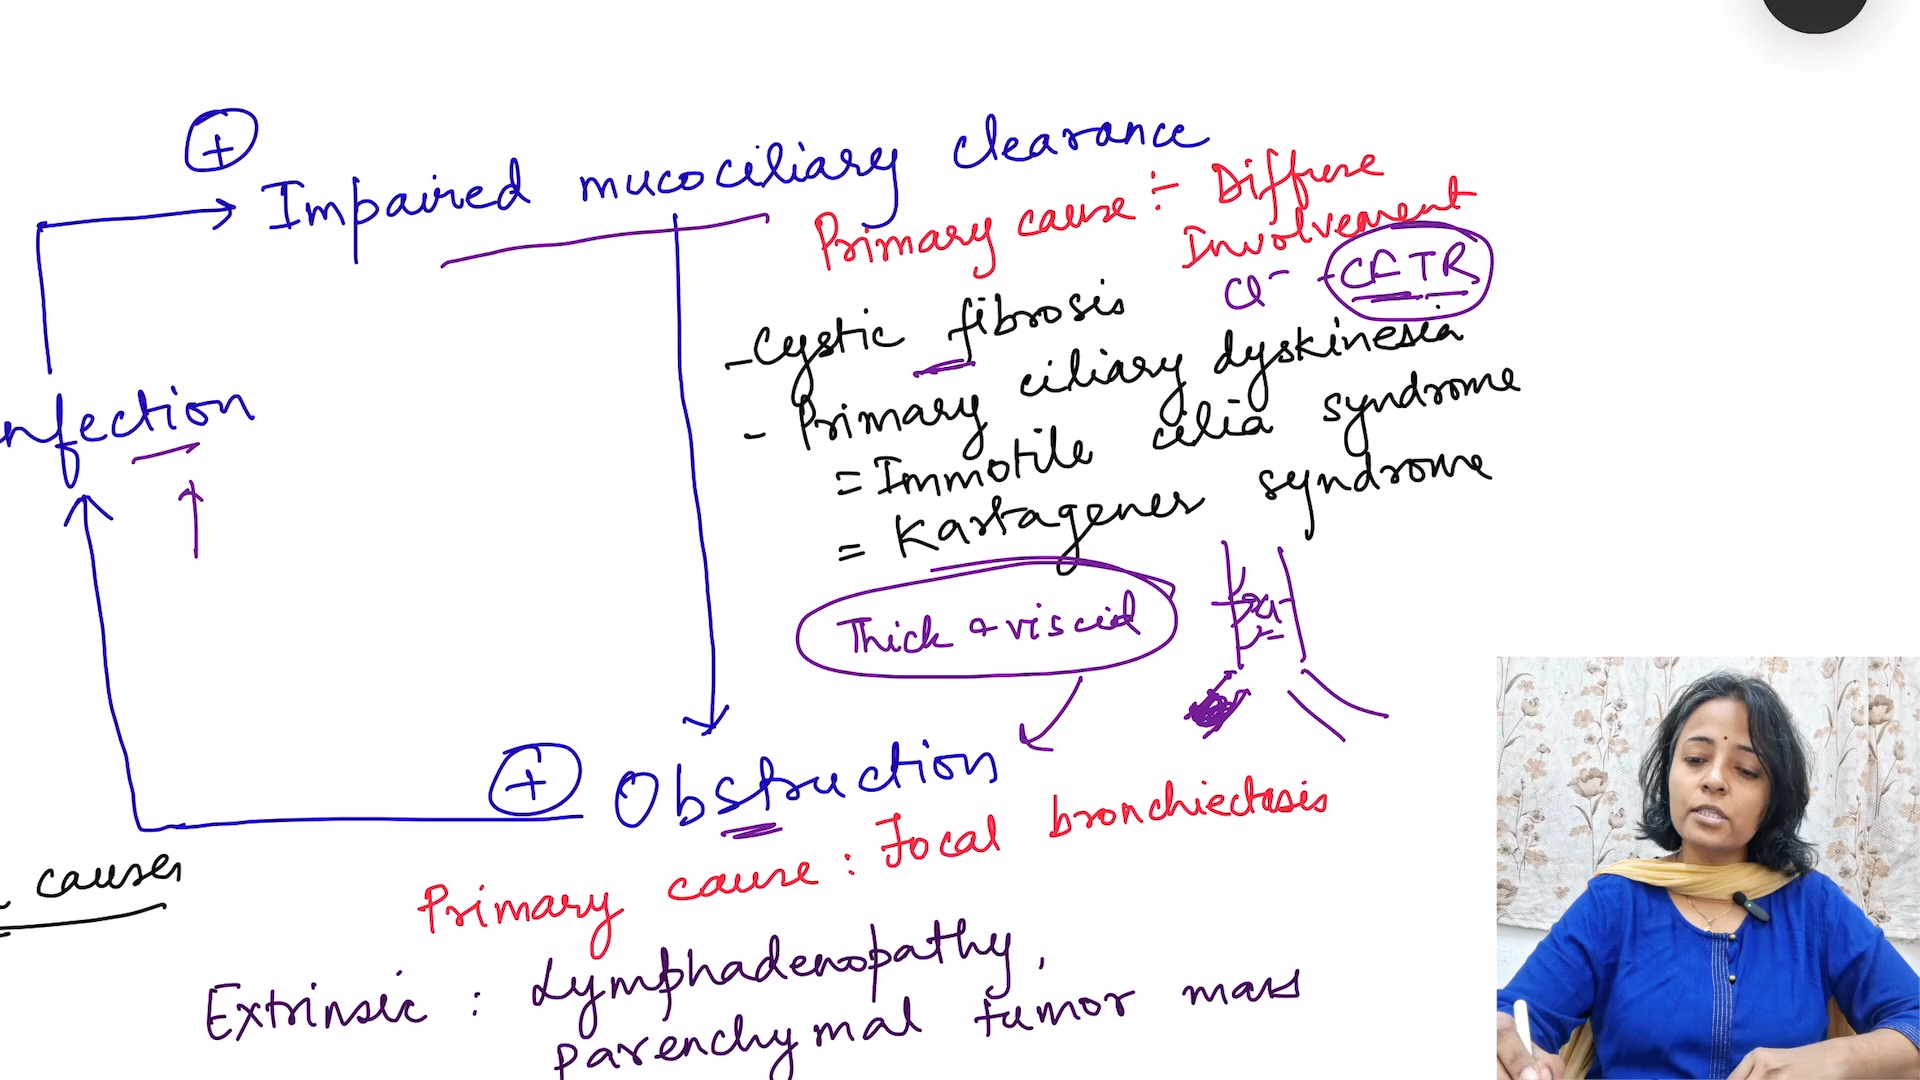 +
Impaired mucociliary clearance
Primary cause ÷ Diffuse
Involvement
Cl⁻ CFTR
- Cystic fibrosis
- Primary ciliary dyskinesia
= Immotile cilia syndrome
= Kartagener syndrome
nfection
Thick & viscid
+ Obstruction
Primary cause : Focal bronchiectasis
causes
Extrinsic : Lymphadenopathy,
parenchymal tumor mass